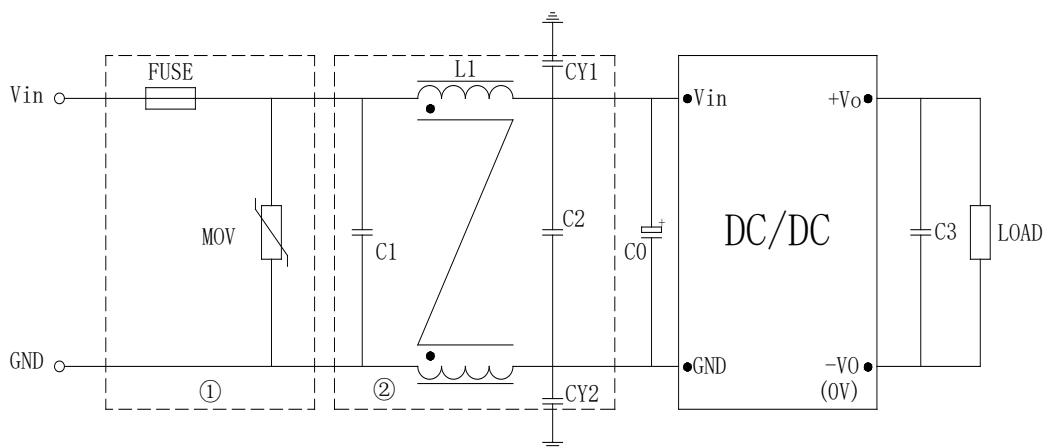 FUSE
L1
CY1
Vin
Vin
+Vo
MOV
C1
C2
+
C0
DC/DC
C3
LOAD
GND
GND
-VO
(0V)
①
②
CY2